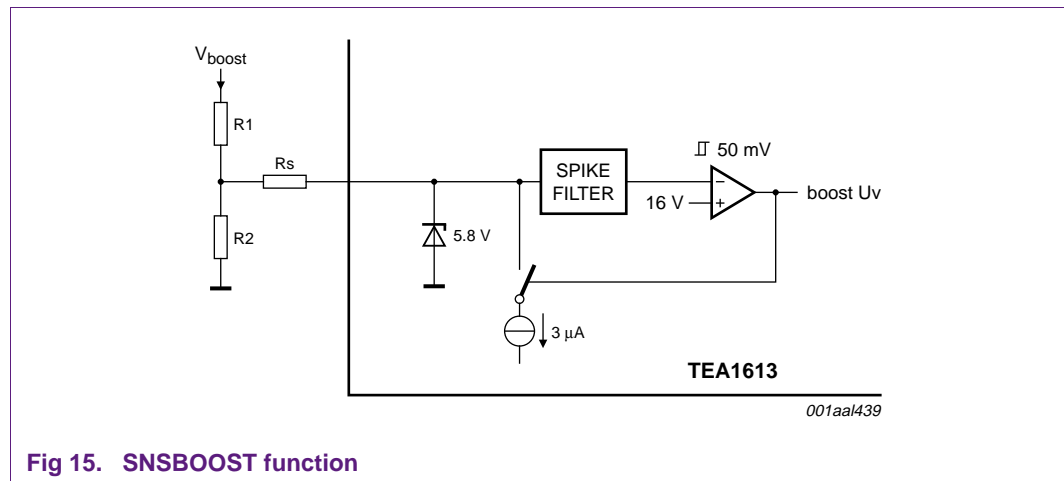 Vboost
R1
Rs
R2
5.8 V
SPIKE
FILTER
50 mV
16 V
−
+
boost Uv
3 μA
TEA1613
001aal439
Fig 15. SNSBOOST function